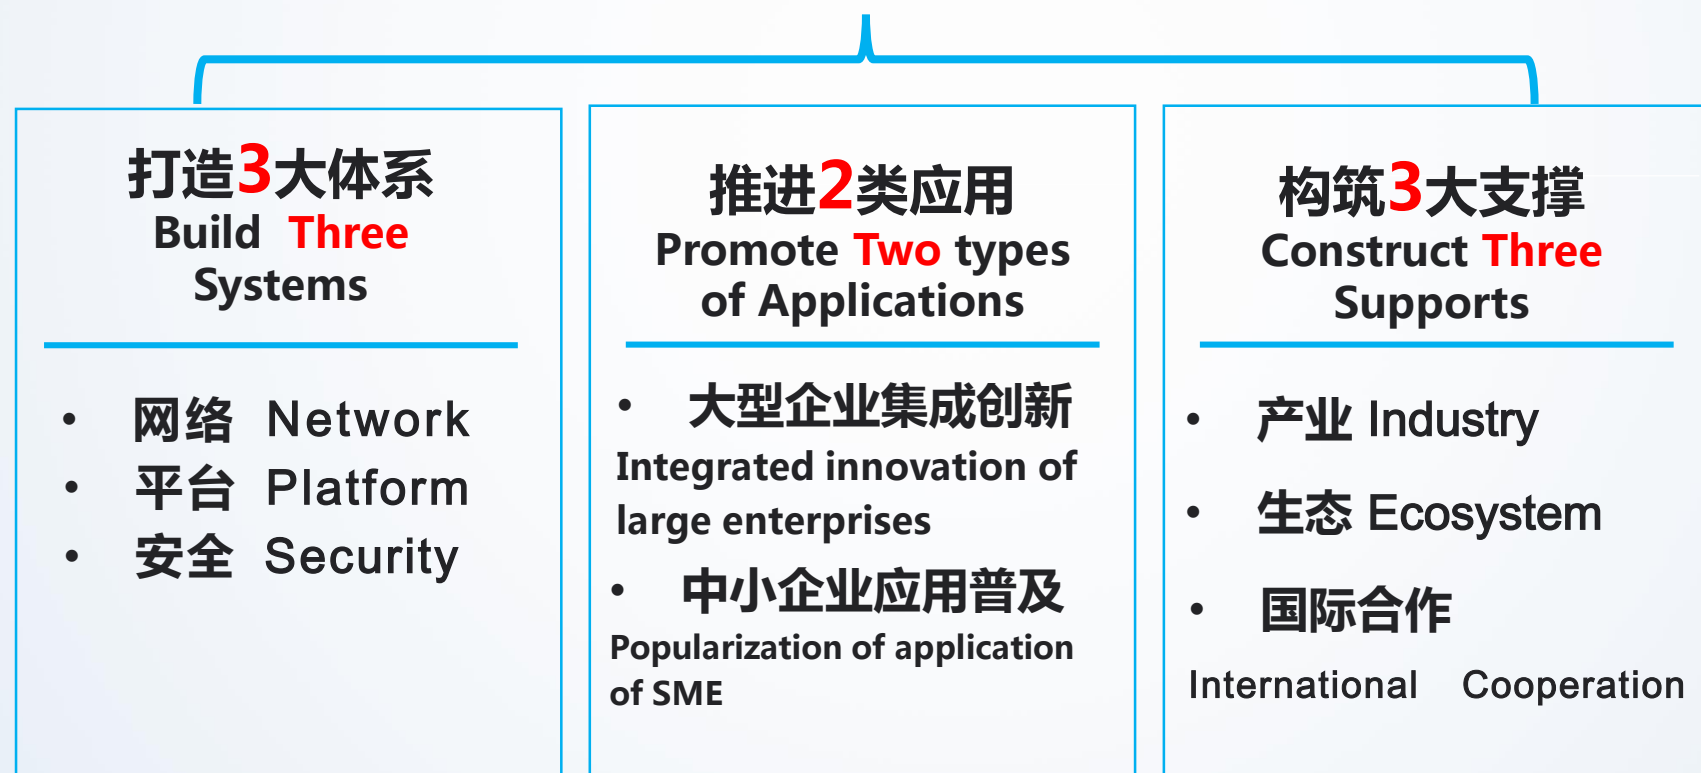 打造3大体系
Build Three
Systems
• 网络 Network
• 平台 Platform
• 安全 Security
推进2类应用
Promote Two types
of Applications
• 大型企业集成创新
Integrated innovation of
large enterprises
• 中小企业应用普及
Popularization of application
of SME
构筑3大支撑
Construct Three
Supports
• 产业 Industry
• 生态 Ecosystem
• 国际合作
International Cooperation